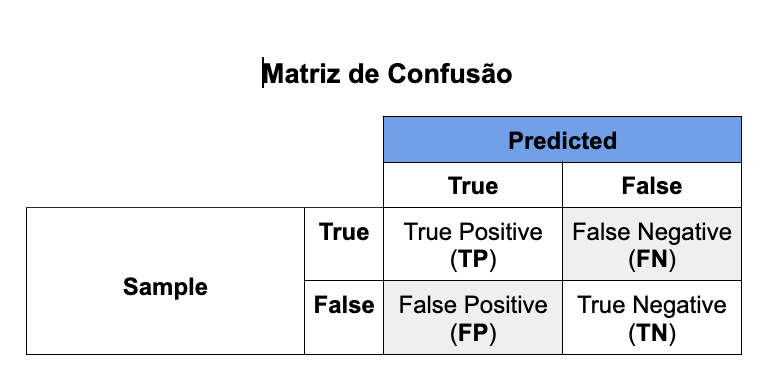 Matriz de Confusão
Predicted
True False
True True Positive False Negative
(TP) (FN)
Sample
False False Positive True Negative
(FP) (TN)